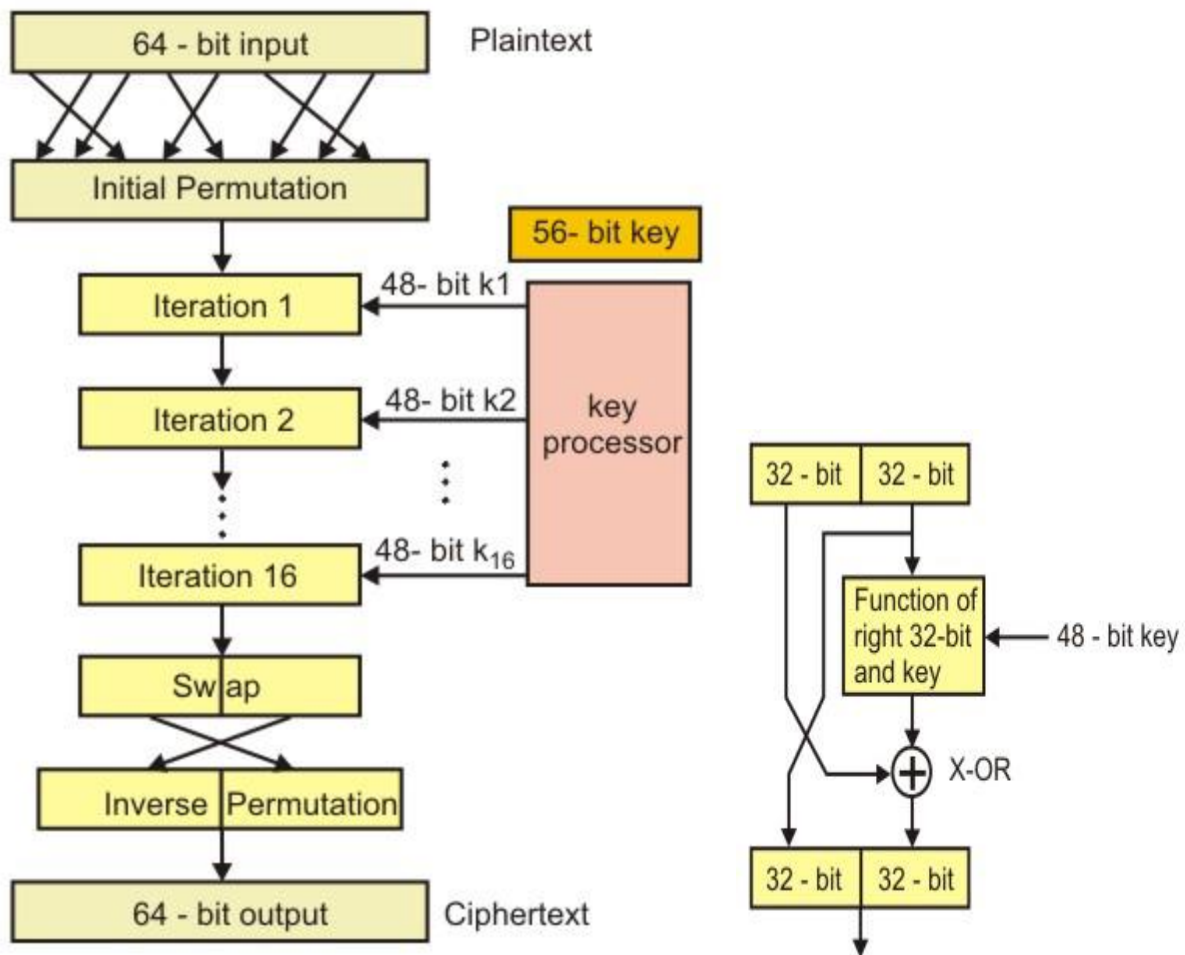 64 - bit input
Plaintext
Initial Permutation
56- bit key
Iteration 1
48- bit k1
Iteration 2
48- bit k2
key
processor
Iteration 16
48- bit k₁₆
Swap
Inverse Permutation
64 - bit output
Ciphertext
32 - bit 32 - bit
Function of
right 32-bit
and key
48 - bit key
X-OR
32 - bit 32 - bit